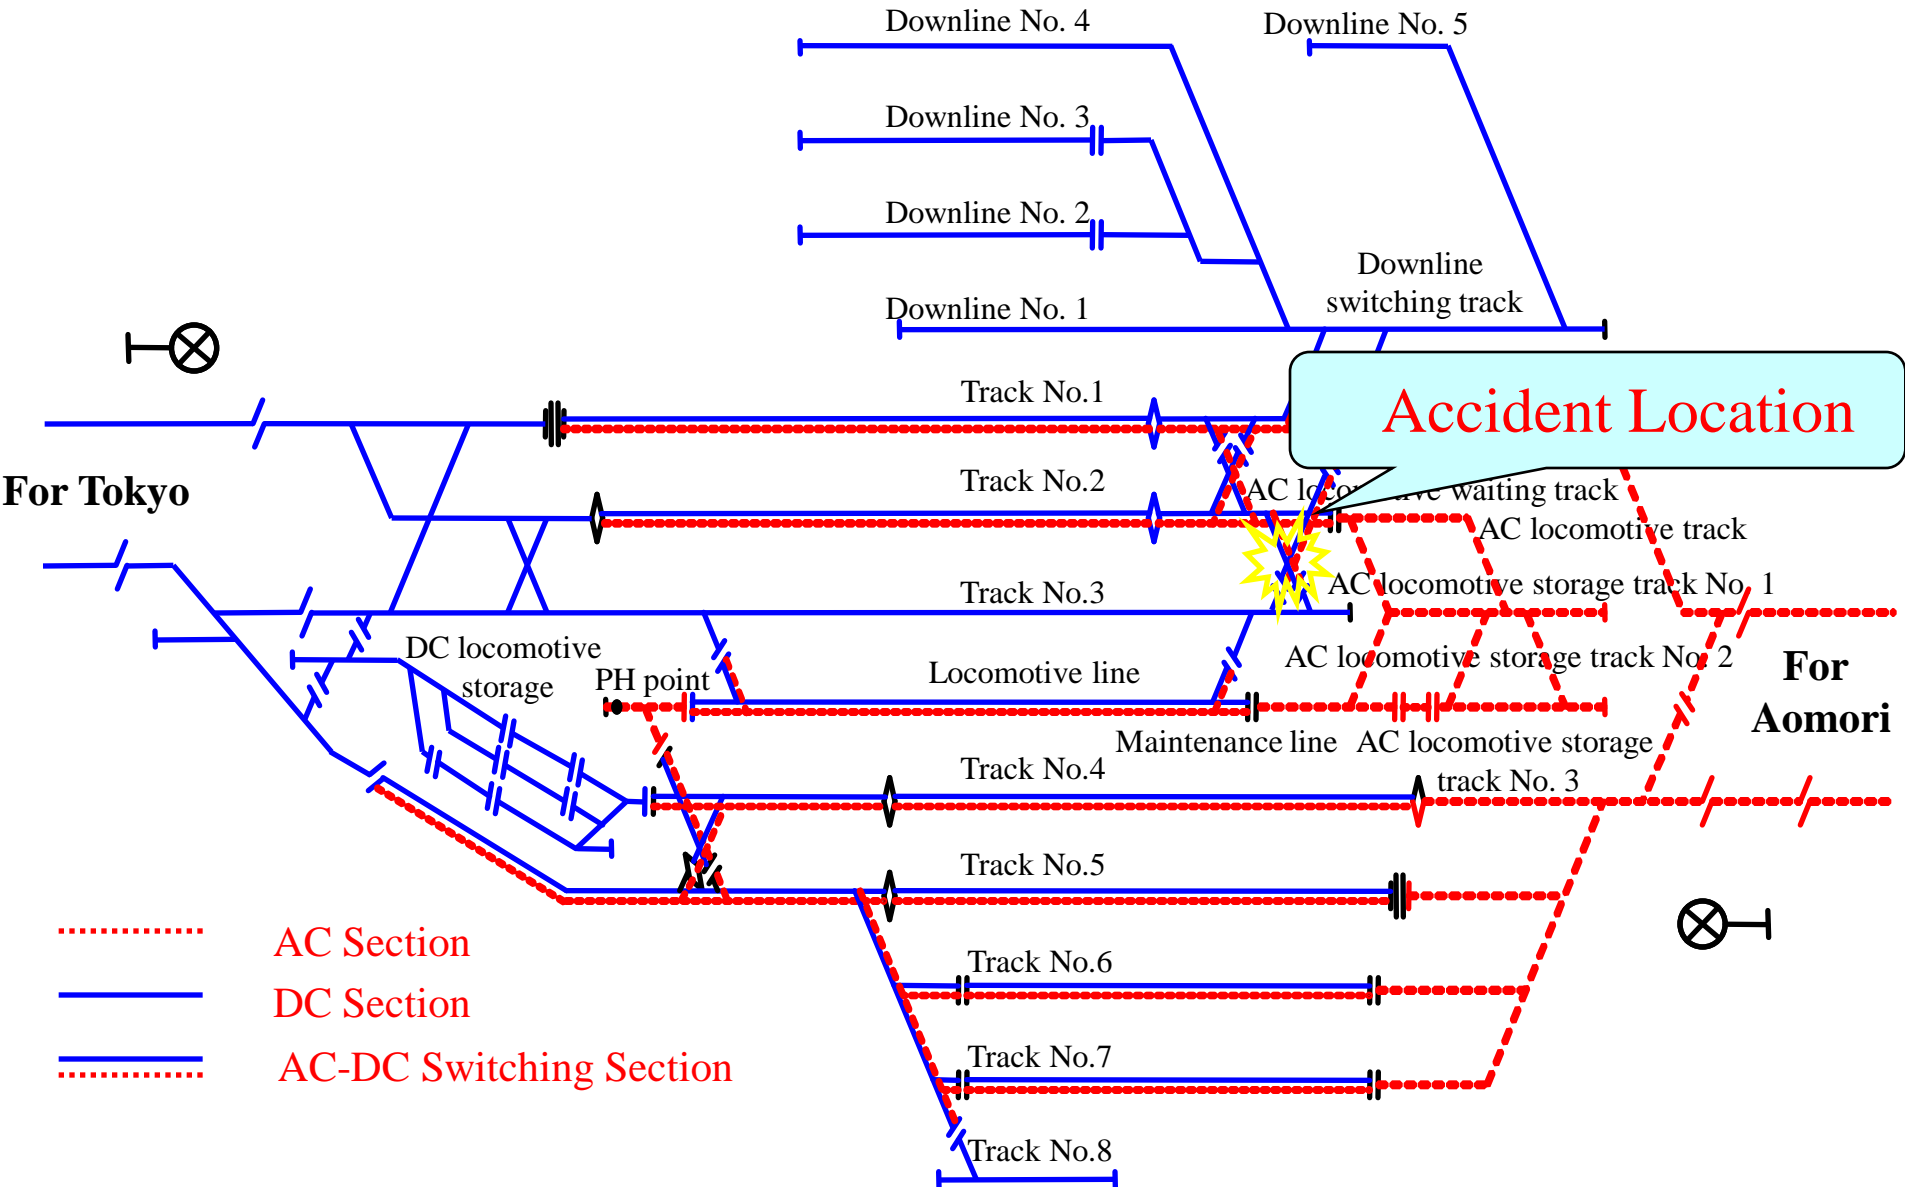 Downline No. 4
Downline No. 5
Downline No. 3
Downline No. 2
Downline
switching track
Downline No. 1
Track No.1
Accident Location
For Tokyo
Track No.2
AC locomotive waiting track
AC locomotive track
Track No.3
AC locomotive storage track No. 1
DC locomotive
storage
PH point
Locomotive line
AC locomotive storage track No. 2
For
Aomori
Maintenance line
AC locomotive storage
track No. 3
Track No.4
Track No.5
AC Section
Track No.6
DC Section
Track No.7
AC-DC Switching Section
Track No.8